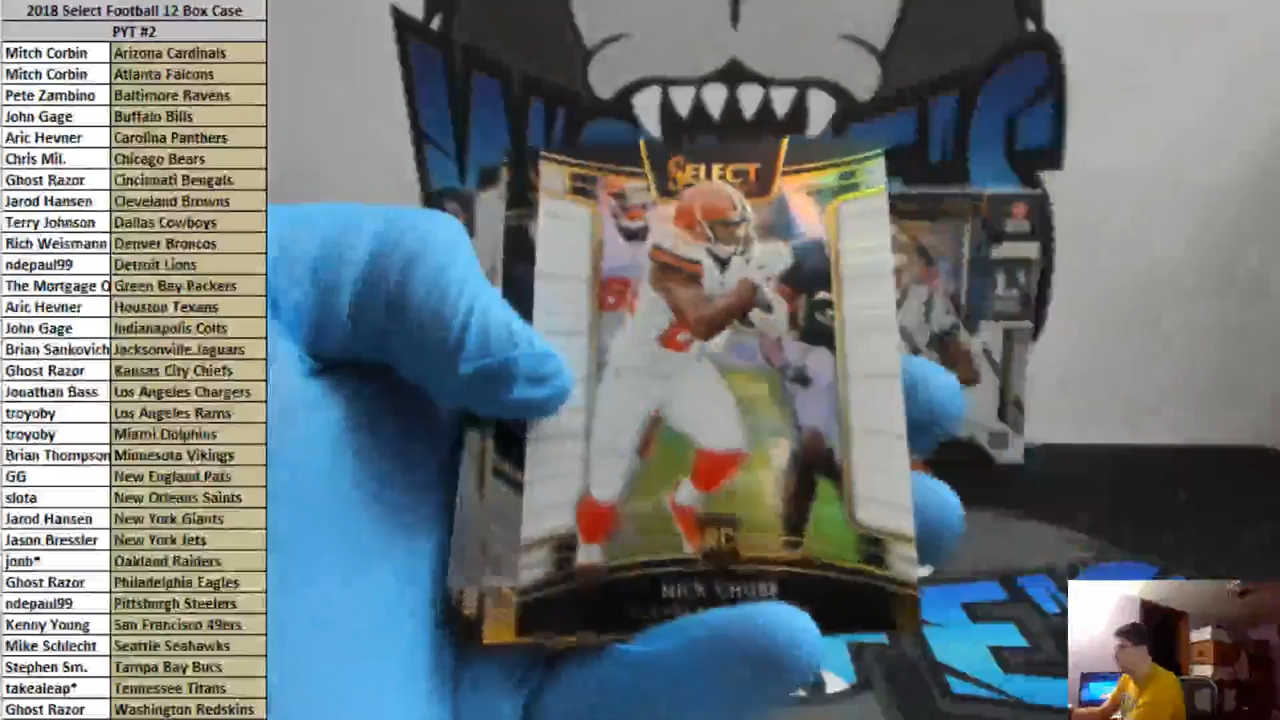 2018 Select Football 12 Box Case
PYT #2
Mitch Corbin Arizona Cardinals
Mitch Corbin Atlanta Falcons
Pete Zambino Baltimore Ravens
John Gage Buffalo Bills
Aric Hevner Carolina Panthers
Chris Mil. Chicago Bears
Ghost Razor Cincinnati Bengals
Jarod Hansen Cleveland Browns
Terry Johnson Dallas Cowboys
Rich Weismann Denver Broncos
ndepaul99 Detroit Lions
The Mortgage Green Bay Packers
Aric Hevner Houston Texans
John Gage Indianapolis Colts
Brian Sankovich Jacksonville Jaguars
Ghost Razor Kansas City Chiefs
Jonathan Bass Los Angeles Chargers
troyoby Los Angeles Rams
troyoby Miami Dolphins
Brian Thompson Minnesota Vikings
GG New England Pats
slota New Orleans Saints
Jarod Hansen New York Giants
Jason Bressler New York Jets
jonb* Oakland Raiders
Ghost Razor Philadelphia Eagles
ndepaul99 Pittsburgh Steelers
Kenny Young San Francisco 49ers
Mike Schlecht Seattle Seahawks
Stephen Sm. Tampa Bay Bucs
takealeap* Tennessee Titans
Ghost Razor Washington Redskins
SELECT
NICK CHUBB